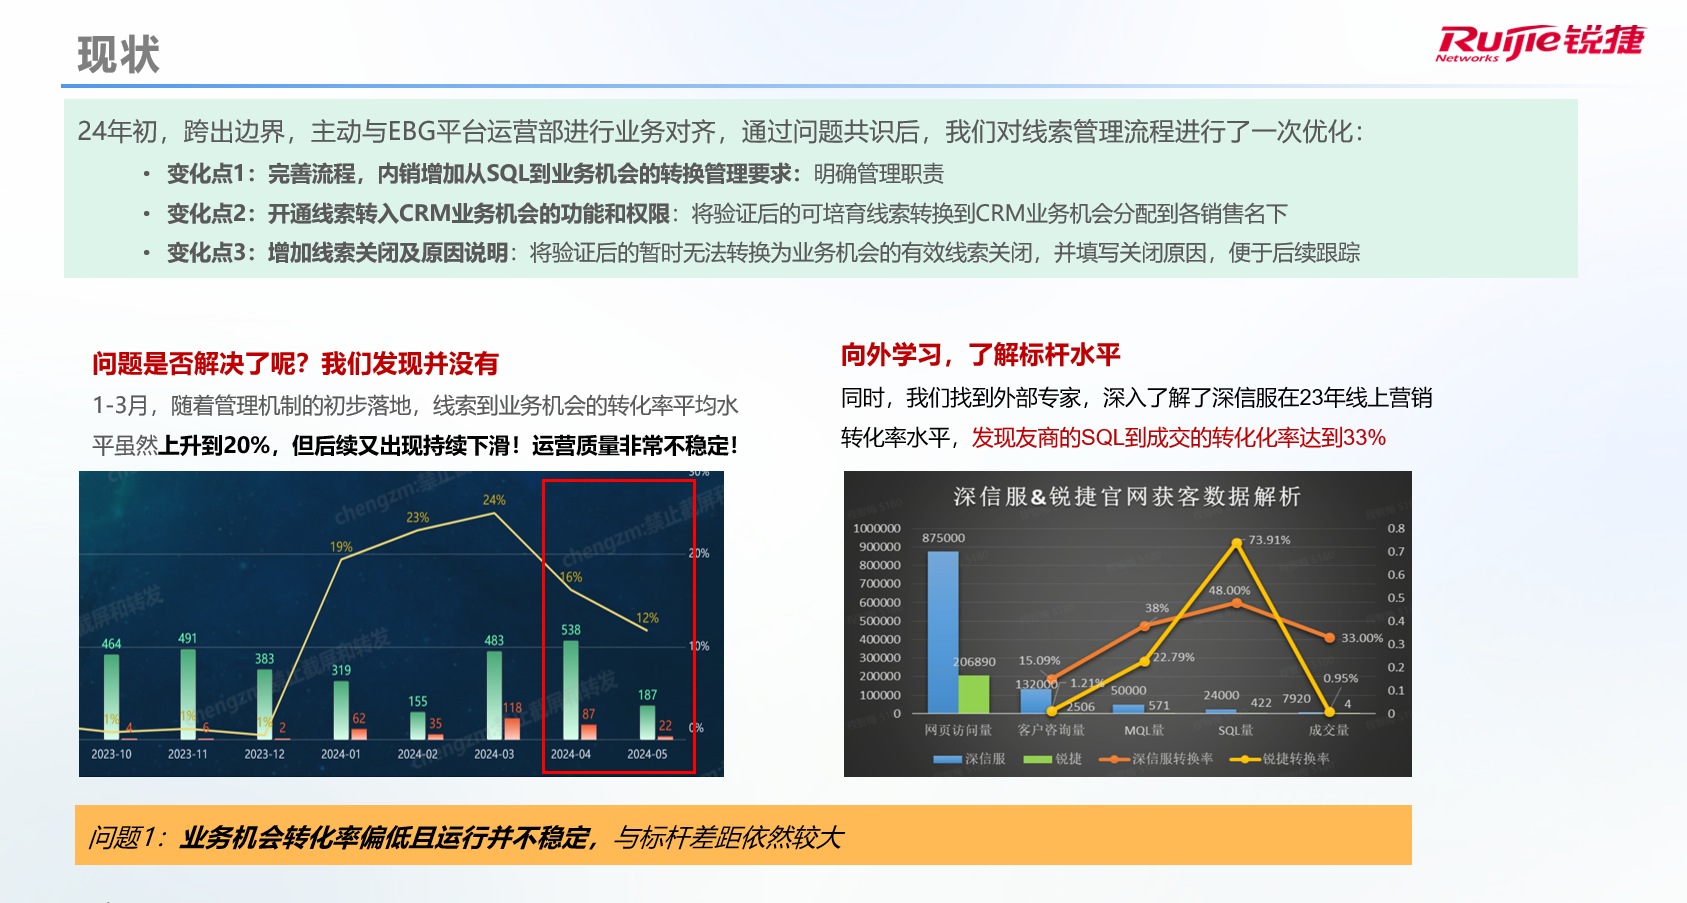 现状
Ruijie锐捷
Networks
24年初，跨出边界，主动与EBG平台运营部进行业务对齐，通过问题共识后，我们对线索管理流程进行了一次优化：
• 变化点1：完善流程，内销增加从SQL到业务机会的转换管理要求：明确管理职责
• 变化点2：开通线索转入CRM业务机会的功能和权限：将验证后的可培育线索转换到CRM业务机会分配到各销售名下
• 变化点3：增加线索关闭及原因说明：将验证后的暂时无法转换为业务机会的有效线索关闭，并填写关闭原因，便于后续跟踪
问题是否解决了呢？我们发现并没有
1-3月，随着管理机制的初步落地，线索到业务机会的转化率平均水
平虽然上升到20%，但后续又出现持续下滑！运营质量非常不稳定！
chengzm:禁止截屏和转发
30%
20%
10%
0%
19%
23%
24%
16%
12%
1%
1%
1%
464
491
383
319
155
483
538
187
4
6
2
62
35
118
87
22
2023-10
2023-11
2023-12
2024-01
2024-02
2024-03
2024-04
2024-05
向外学习，了解标杆水平
同时，我们找到外部专家，深入了解了深信服在23年线上营销
转化率水平，发现友商的SQL到成交的转化化率达到33%
深信服&锐捷官网获客数据解析
1000000
900000
800000
700000
600000
500000
400000
300000
200000
100000
0
0.8
0.7
0.6
0.5
0.4
0.3
0.2
0.1
0
875000
206890
15.09%
132000
1.21%
2506
38%
22.79%
50000
571
73.91%
48.00%
24000
422
33.00%
0.95%
7920
4
网页访问量
客户咨询量
MQL量
SQL量
成交量
深信服
锐捷
深信服转换率
锐捷转换率
问题1：业务机会转化率偏低且运行并不稳定，与标杆差距依然较大